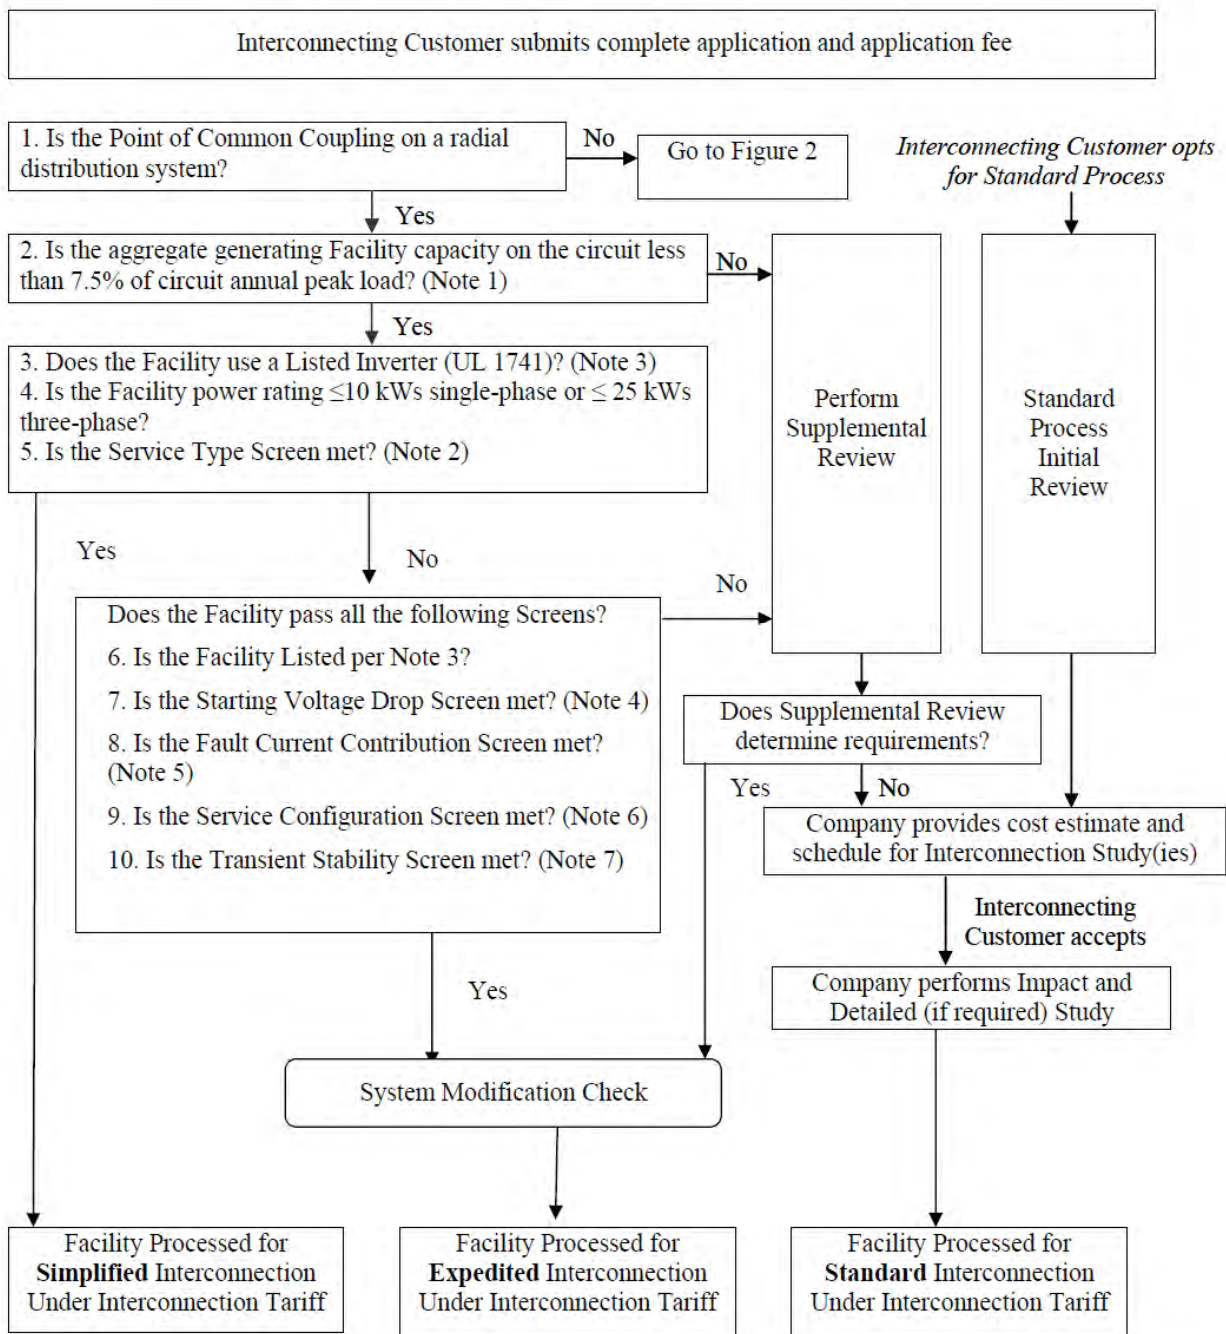 Interconnecting Customer submits complete application and application fee
1. Is the Point of Common Coupling on a radial
distribution system?
No
Go to Figure 2
Interconnecting Customer opts
for Standard Process
Yes
2. Is the aggregate generating Facility capacity on the circuit less
than 7.5% of circuit annual peak load? (Note 1)
No
Yes
3. Does the Facility use a Listed Inverter (UL 1741)? (Note 3)
4. Is the Facility power rating ≤10 kWs single-phase or ≤ 25 kWs
three-phase?
5. Is the Service Type Screen met? (Note 2)
Perform
Supplemental
Review
Standard
Process
Initial
Review
Yes
No
No
Does the Facility pass all the following Screens?
6. Is the Facility Listed per Note 3?
7. Is the Starting Voltage Drop Screen met? (Note 4)
8. Is the Fault Current Contribution Screen met?
(Note 5)
9. Is the Service Configuration Screen met? (Note 6)
10. Is the Transient Stability Screen met? (Note 7)
Does Supplemental Review
determine requirements?
Yes
No
Company provides cost estimate and
schedule for Interconnection Study(ies)
Interconnecting
Customer accepts
Company performs Impact and
Detailed (if required) Study
Yes
System Modification Check
Facility Processed for
Simplified Interconnection
Under Interconnection Tariff
Facility Processed for
Expedited Interconnection
Under Interconnection Tariff
Facility Processed for
Standard Interconnection
Under Interconnection Tariff